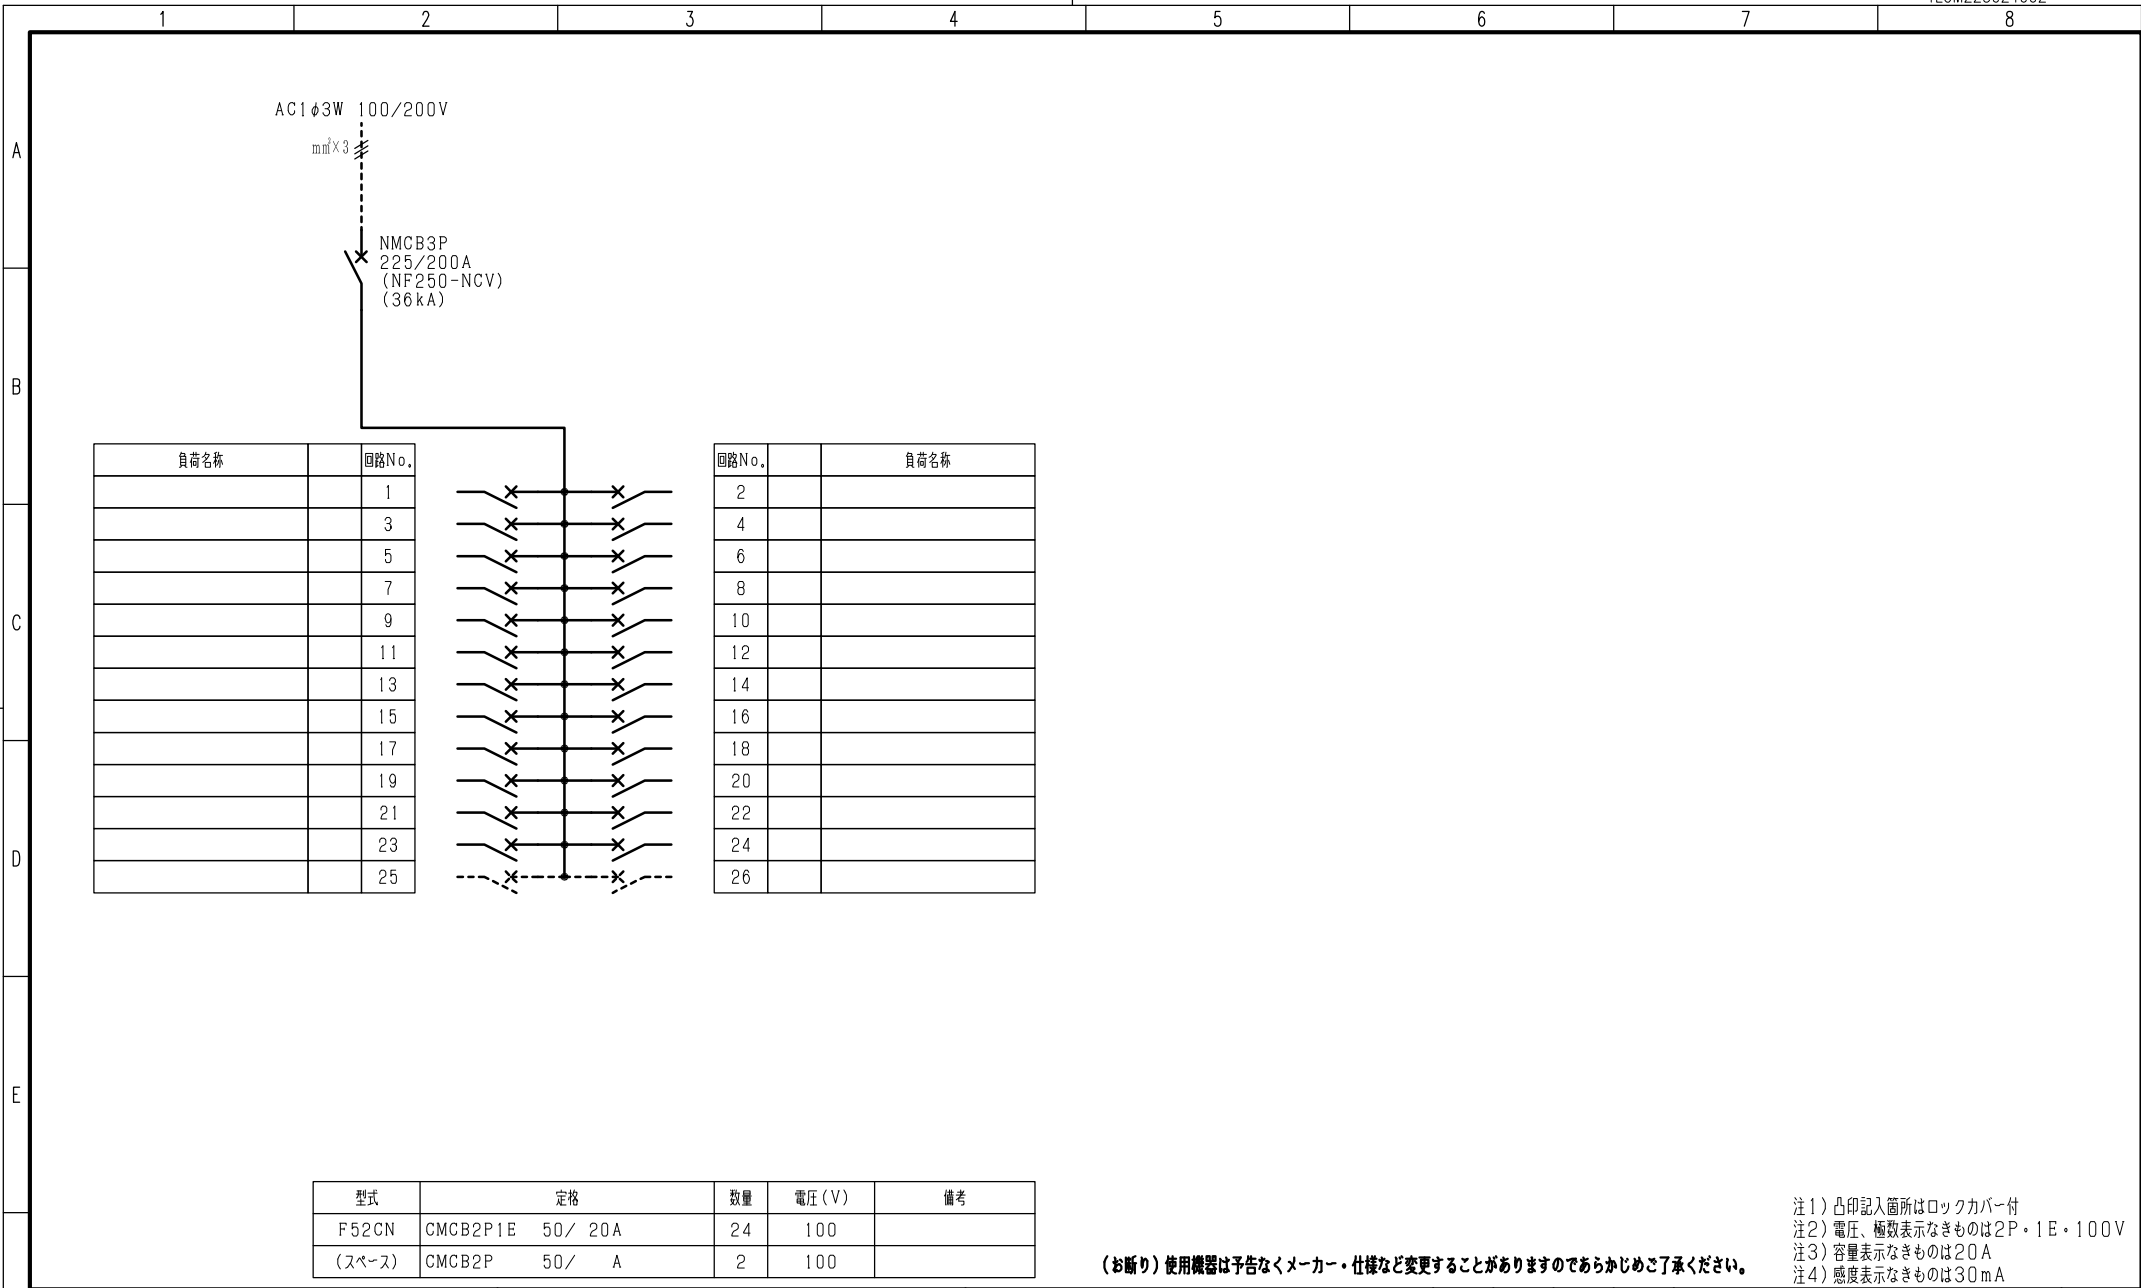 1 2 3 4 5 6 7 8
A
B
C
D
E
AC1φ3W 100/200V
mm²×3
NMCB3P
225/200A
(NF250-NCV)
(36kA)
負荷名称 回路No. 回路No. 負荷名称
1 2
3 4
5 6
7 8
9 10
11 12
13 14
15 16
17 18
19 20
21 22
23 24
25 26
型式 定格 数量 電圧(V) 備考
F52CN CMCB2P1E 50/ 20A 24 100
(スペース) CMCB2P 50/ A 2 100
(お断り)使用機器は予告なくメーカー・仕様など変更することがありますのであらかじめご了承ください。
注1)凸印記入箇所はロックカバー付
注2)電圧、極数表示なきものは2P・1E・100V
注3)容量表示なきものは20A
注4)感度表示なきものは30mA